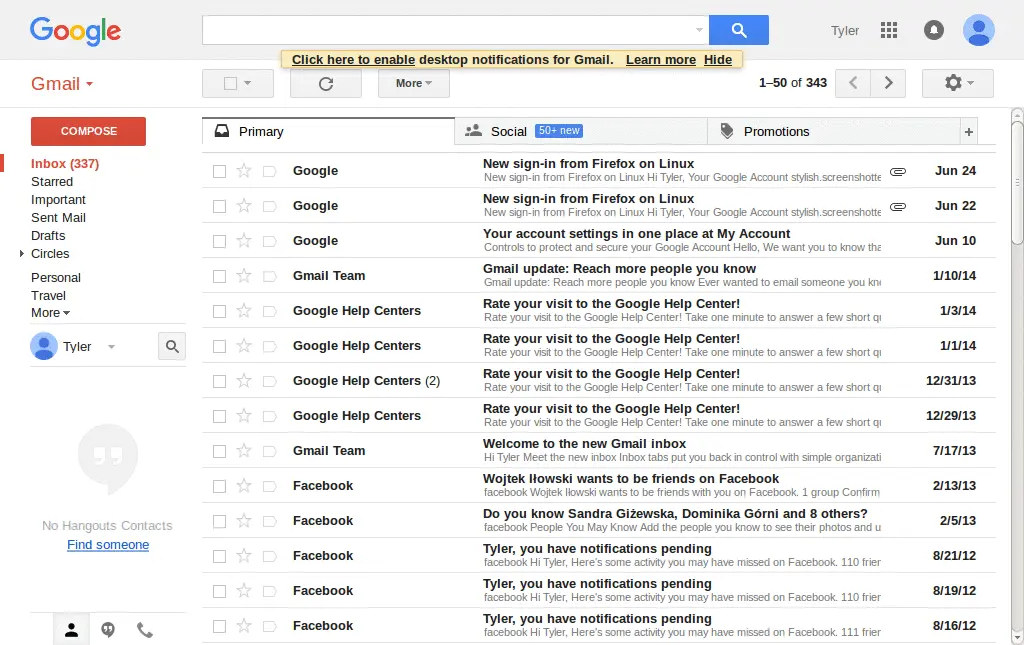 Google
Tyler
Click here to enable desktop notifications for Gmail. Learn more Hide
Gmail
More
1–50 of 343
COMPOSE
Primary
Social 50+ new
Promotions
+
Inbox (337)
Starred
Important
Sent Mail
Drafts
Circles
Personal
Travel
More
Tyler
No Hangouts Contacts
Find someone
Google New sign-in from Firefox on Linux Jun 24
New sign-in from Firefox on Linux Hi Tyler, Your Google Account stylish.screenshotte
Google New sign-in from Firefox on Linux Jun 22
New sign-in from Firefox on Linux Hi Tyler, Your Google Account stylish.screenshotte
Google Your account settings in one place at My Account Jun 10
Controls to protect and secure your Google Account Hello, We want you to know tha
Gmail Team Gmail update: Reach more people you know 1/10/14
Gmail update: Reach more people you know Ever wanted to email someone you kn
Google Help Centers Rate your visit to the Google Help Center! 1/3/14
Rate your visit to the Google Help Center! Take one minute to answer a few short qu
Google Help Centers Rate your visit to the Google Help Center! 1/1/14
Rate your visit to the Google Help Center! Take one minute to answer a few short qu
Google Help Centers (2) Rate your visit to the Google Help Center! 12/31/13
Rate your visit to the Google Help Center! Take one minute to answer a few short qu
Google Help Centers Rate your visit to the Google Help Center! 12/29/13
Rate your visit to the Google Help Center! Take one minute to answer a few short qu
Gmail Team Welcome to the new Gmail inbox 7/17/13
Hi Tyler Meet the new inbox Inbox tabs put you back in control with simple organizati
Facebook Wojtek Iłowski wants to be friends on Facebook 2/13/13
facebook Wojtek Iłowski wants to be friends with you on Facebook. 1 group Confirm
Facebook Do you know Sandra Giżewska, Dominika Górni and 8 others? 2/5/13
facebook People You May Know Add the people you know to see their photos and u
Facebook Tyler, you have notifications pending 8/21/12
facebook Hi Tyler, Here's some activity you may have missed on Facebook. 110 frien
Facebook Tyler, you have notifications pending 8/19/12
facebook Hi Tyler, Here's some activity you may have missed on Facebook. 110 frien
Facebook Tyler, you have notifications pending 8/16/12
facebook Hi Tyler, Here's some activity you may have missed on Facebook. 111 frien